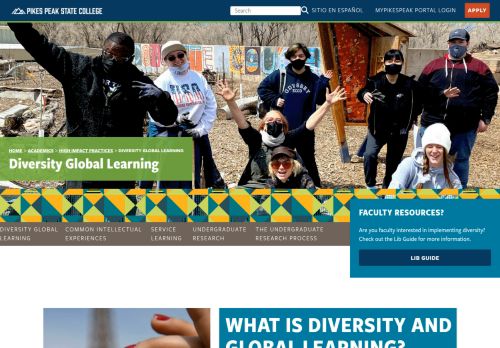 PIKES PEAK STATE COLLEGE
Search
SITIO EN ESPAÑOL
MYPIKESPEAK PORTAL LOGIN
APPLY
HOME > ACADEMICS > HIGH IMPACT PRACTICES > DIVERSITY GLOBAL LEARNING
Diversity Global Learning
DIVERSITY GLOBAL
LEARNING
COMMON INTELLECTUAL
EXPERIENCES
SERVICE
LEARNING
UNDERGRADUATE
RESEARCH
THE UNDERGRADUATE
RESEARCH PROCESS
FACULTY RESOURCES?
Are you faculty interested in implementing diversity?
Check out the Lib Guide for more information.
LIB GUIDE
WHAT IS DIVERSITY AND
GLOBAL LEARNING?